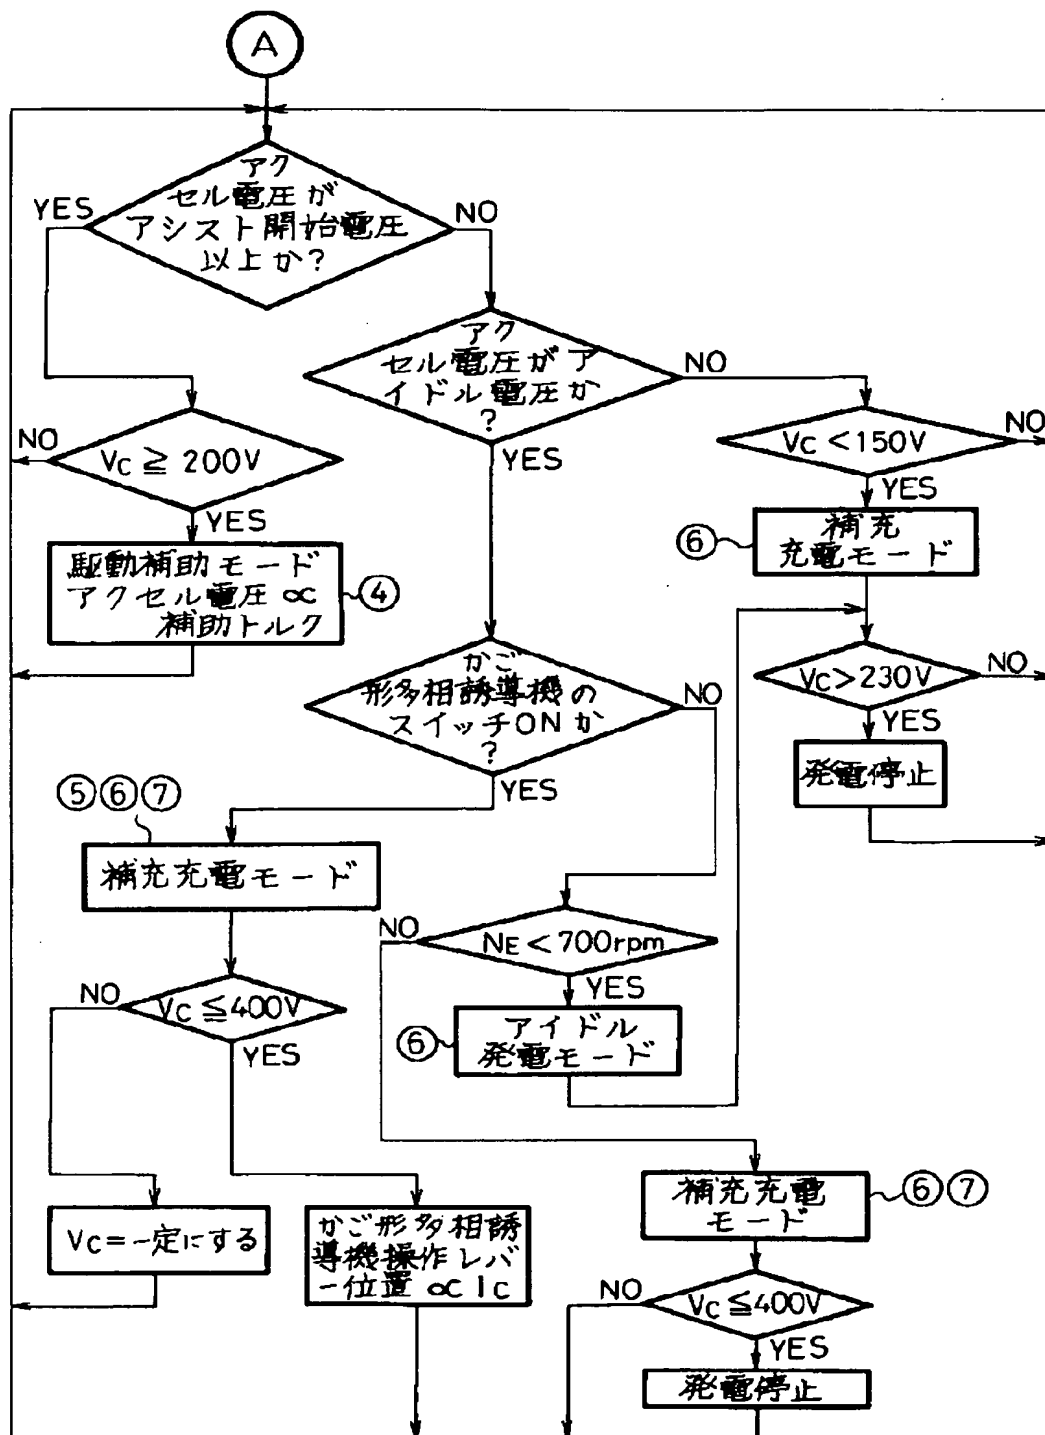 A
アク
セル電圧が
アシスト開始電圧
以上か?
YES
NO
アク
セル電圧がア
イドル電圧か
?
NO
YES
VC ≧ 200V
NO
YES
駆動補助モード
アクセル電圧 ∝
補助トルク
④
VC <150V
NO
YES
補充
充電モード
⑥
VC>230V
NO
YES
発電停止
かご
形多相誘導機の
スイッチONか
?
NO
YES
⑤⑥⑦
補充充電モード
NE<700rpm
NO
YES
アイドル
発電モード
⑥
VC≦400V
NO
YES
VC=一定にする
かご形多相誘
導機操作レバ
ー位置 ∝Ic
補充充電
モード
⑥⑦
VC≦400V
NO
YES
発電停止